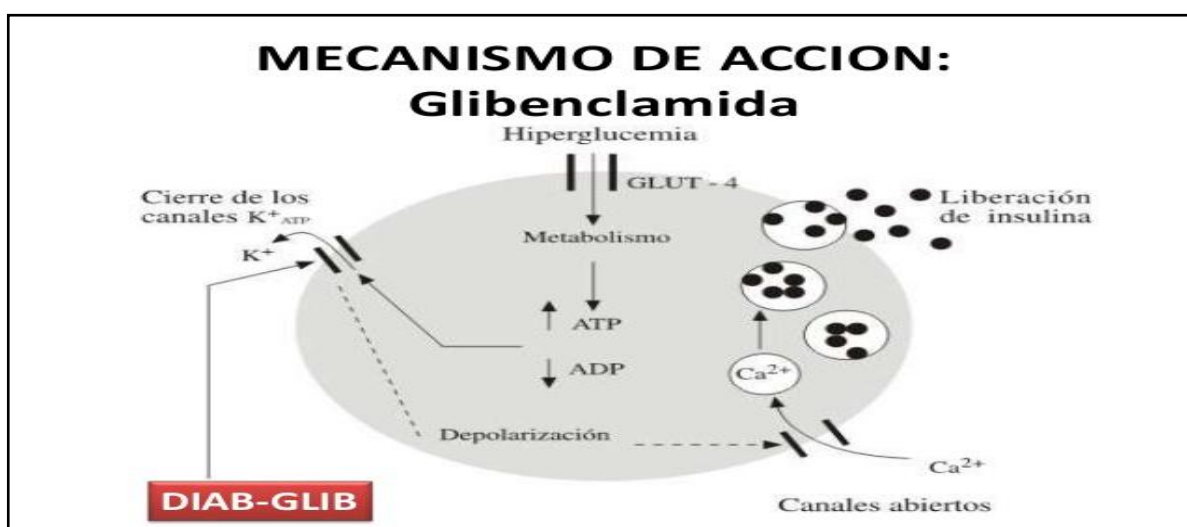 MECANISMO DE ACCION:
Glibenclamida
Hiperglucemia
GLUT - 4
Cierre de los
canales K+ATP
K+
Liberación
de insulina
Metabolismo
ATP
ADP
Ca2+
Depolarización
Ca2+
DIAB-GLIB
Canales abiertos